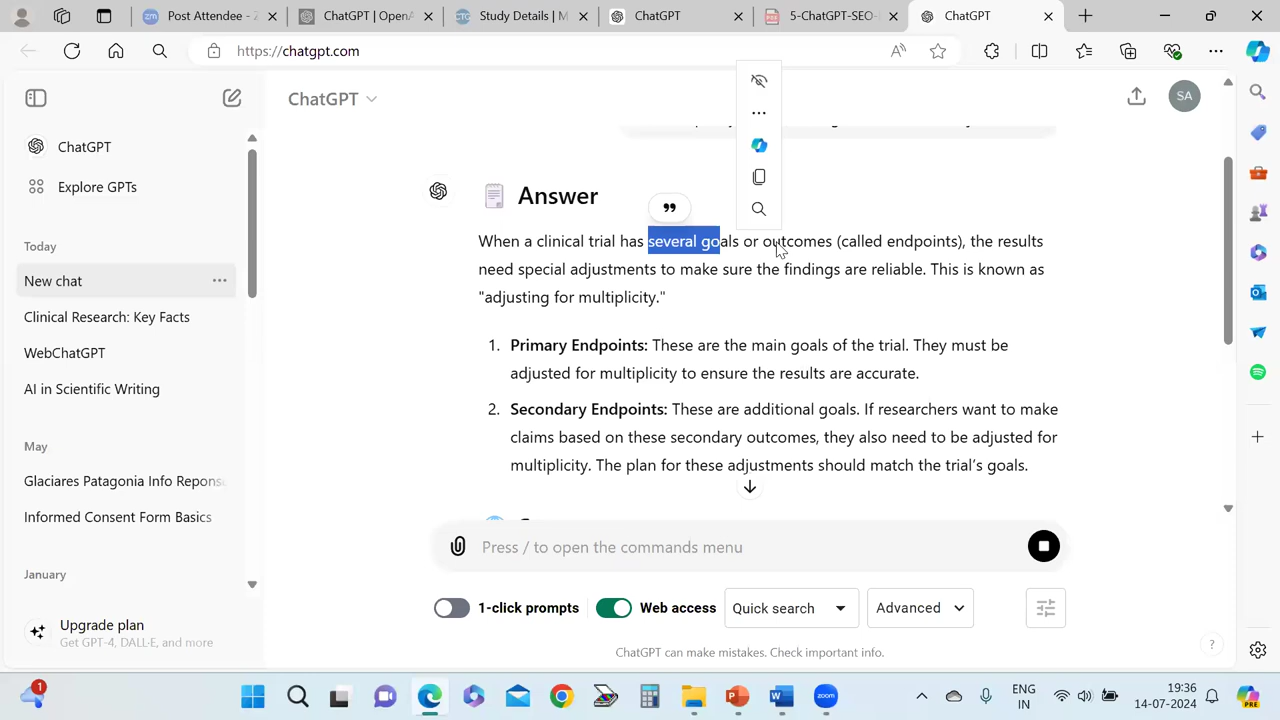 Post Attendee - Z
ChatGPT | OpenA
Study Details | M
ChatGPT
5-ChatGPT-SEO-
ChatGPT
https://chatgpt.com
ChatGPT
SA
ChatGPT
Explore GPTs
Today
New chat
Clinical Research: Key Facts
WebChatGPT
AI in Scientific Writing
May
Glaciares Patagonia Info Repons
Informed Consent Form Basics
January
Upgrade plan
Get GPT-4, DALL·E, and more
Answer
When a clinical trial has several goals or outcomes (called endpoints), the results
need special adjustments to make sure the findings are reliable. This is known as
"adjusting for multiplicity."
1. Primary Endpoints: These are the main goals of the trial. They must be
adjusted for multiplicity to ensure the results are accurate.
2. Secondary Endpoints: These are additional goals. If researchers want to make
claims based on these secondary outcomes, they also need to be adjusted for
multiplicity. The plan for these adjustments should match the trial's goals.
Press / to open the commands menu
1-click prompts
Web access
Quick search
Advanced
ChatGPT can make mistakes. Check important info.
?
1
ENG
IN
19:36
14-07-2024
PRE
zoom